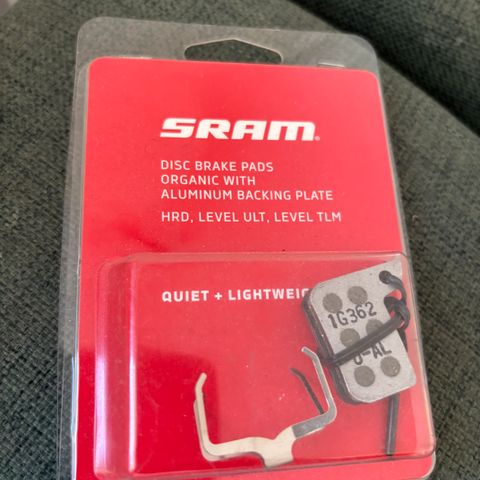 SRAM®
DISC BRAKE PADS
ORGANIC WITH
ALUMINUM BACKING PLATE
HRD, LEVEL ULT, LEVEL TLM
QUIET + LIGHTWEIG
1G362
O-AL